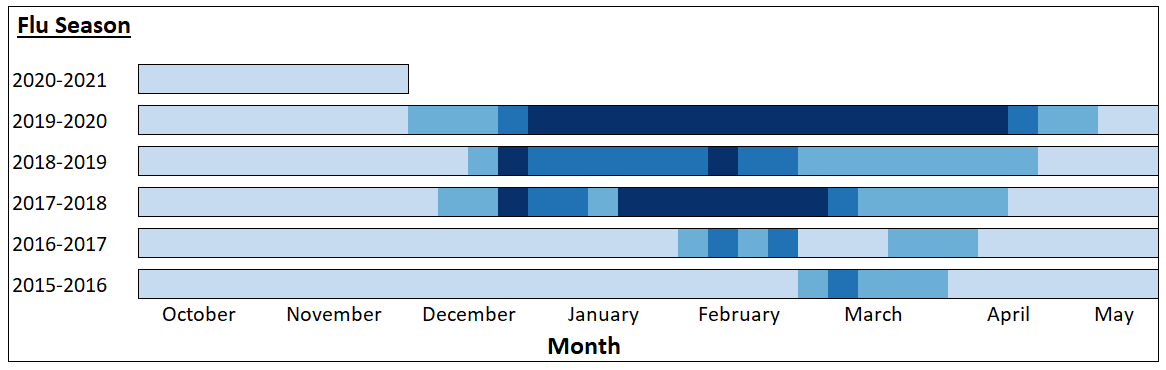 Flu Season
2020-2021
2019-2020
2018-2019
2017-2018
2016-2017
2015-2016
October November December January February March April May
Month